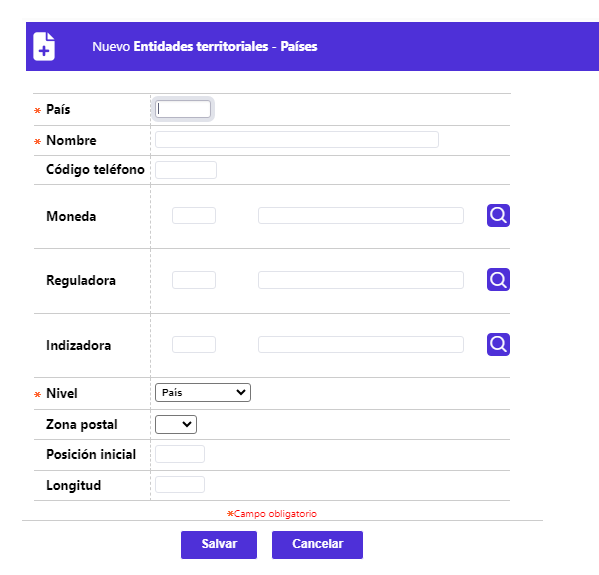 Nuevo Entidades territoriales - Países
* País
* Nombre
Código teléfono
Moneda
Reguladora
Indizadora
* Nivel País
Zona postal
Posición inicial
Longitud
*Campo obligatorio
Salvar Cancelar